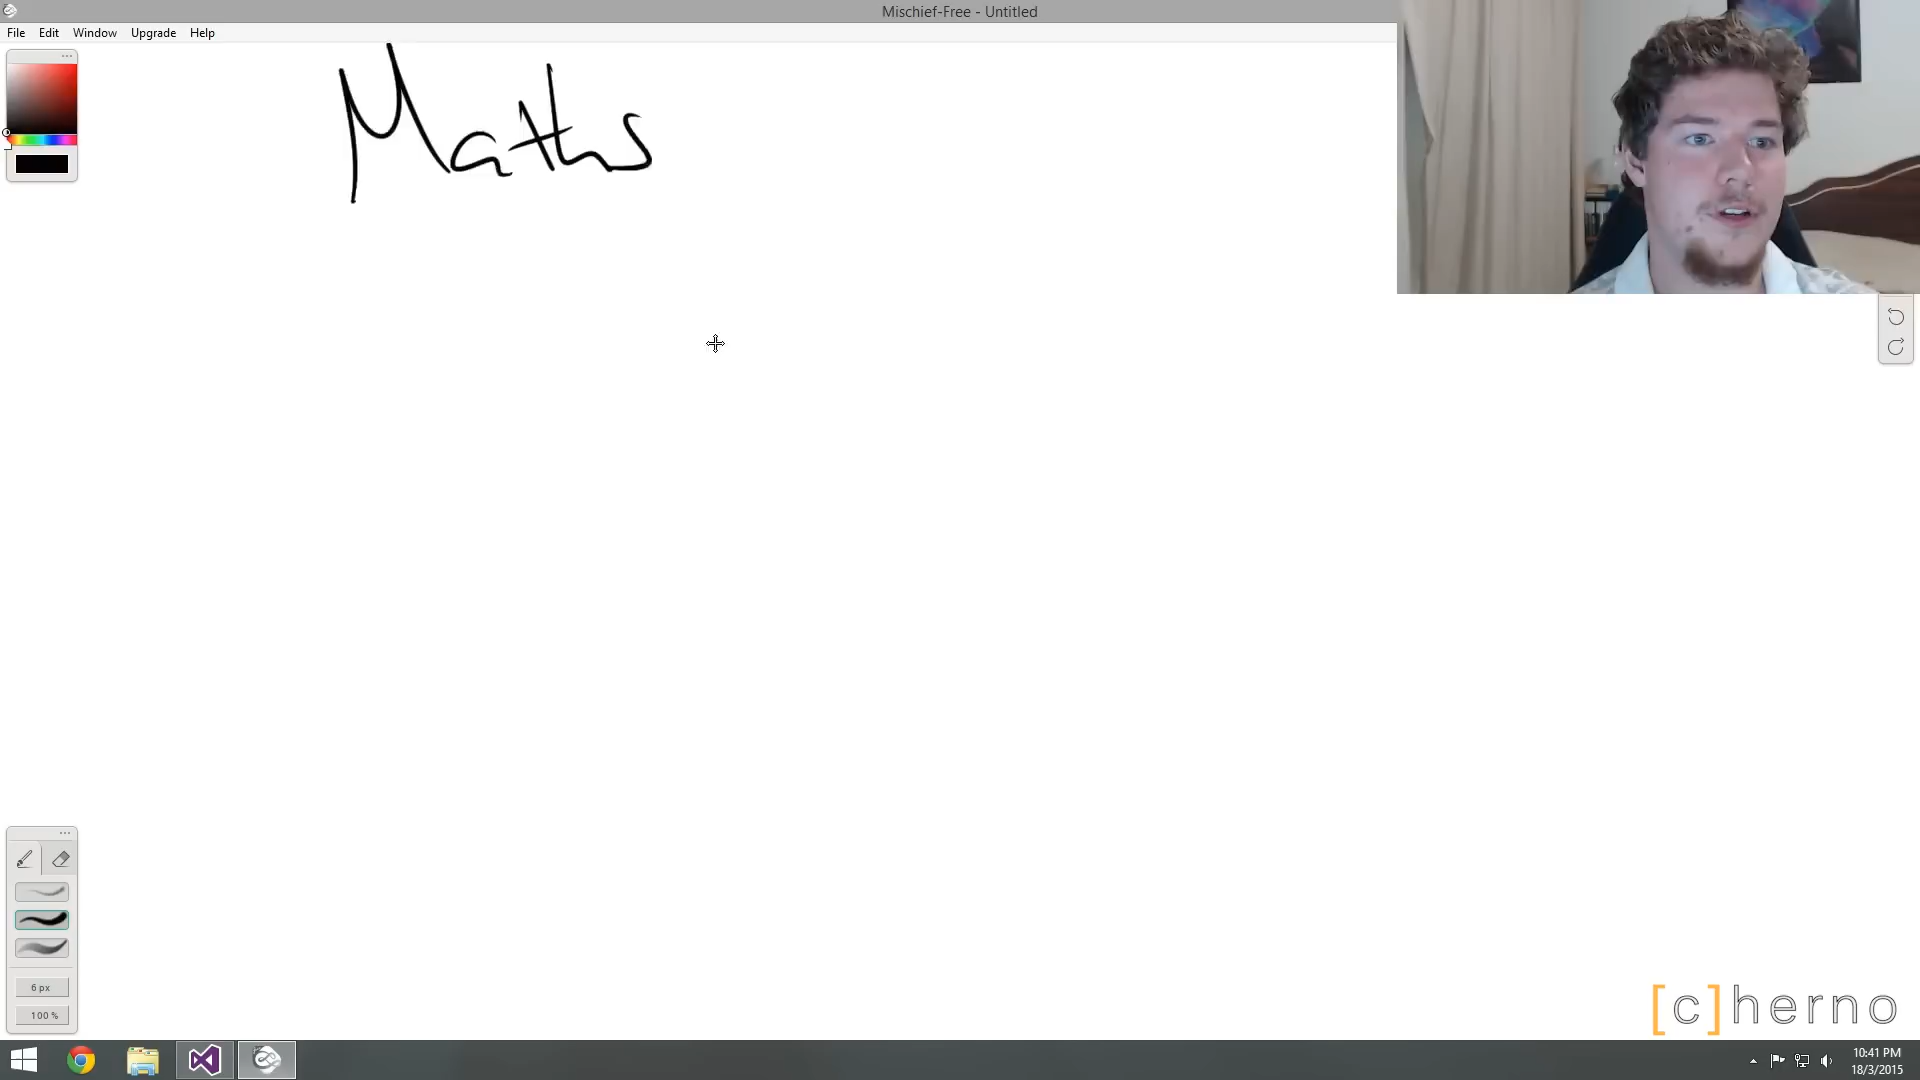 Mischief-Free - Untitled
File Edit Window Upgrade Help
Maths
6 px
100 %
[c]herno
10:41 PM
18/3/2015